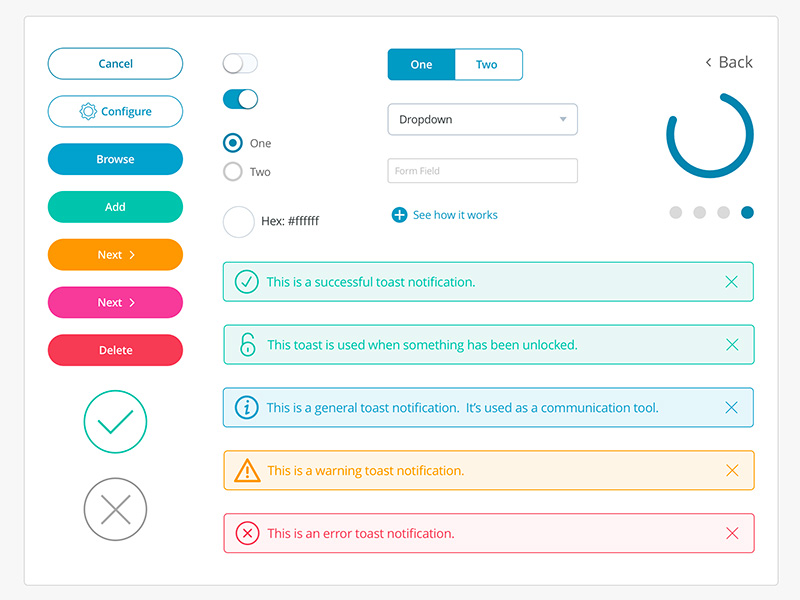 Cancel
Configure
Browse
Add
Next
Next
Delete
One
Two
Hex: #ffffff
One
Two
Dropdown
Form Field
See how it works
Back
This is a successful toast notification.
This toast is used when something has been unlocked.
This is a general toast notification.  It's used as a communication tool.
This is a warning toast notification.
This is an error toast notification.